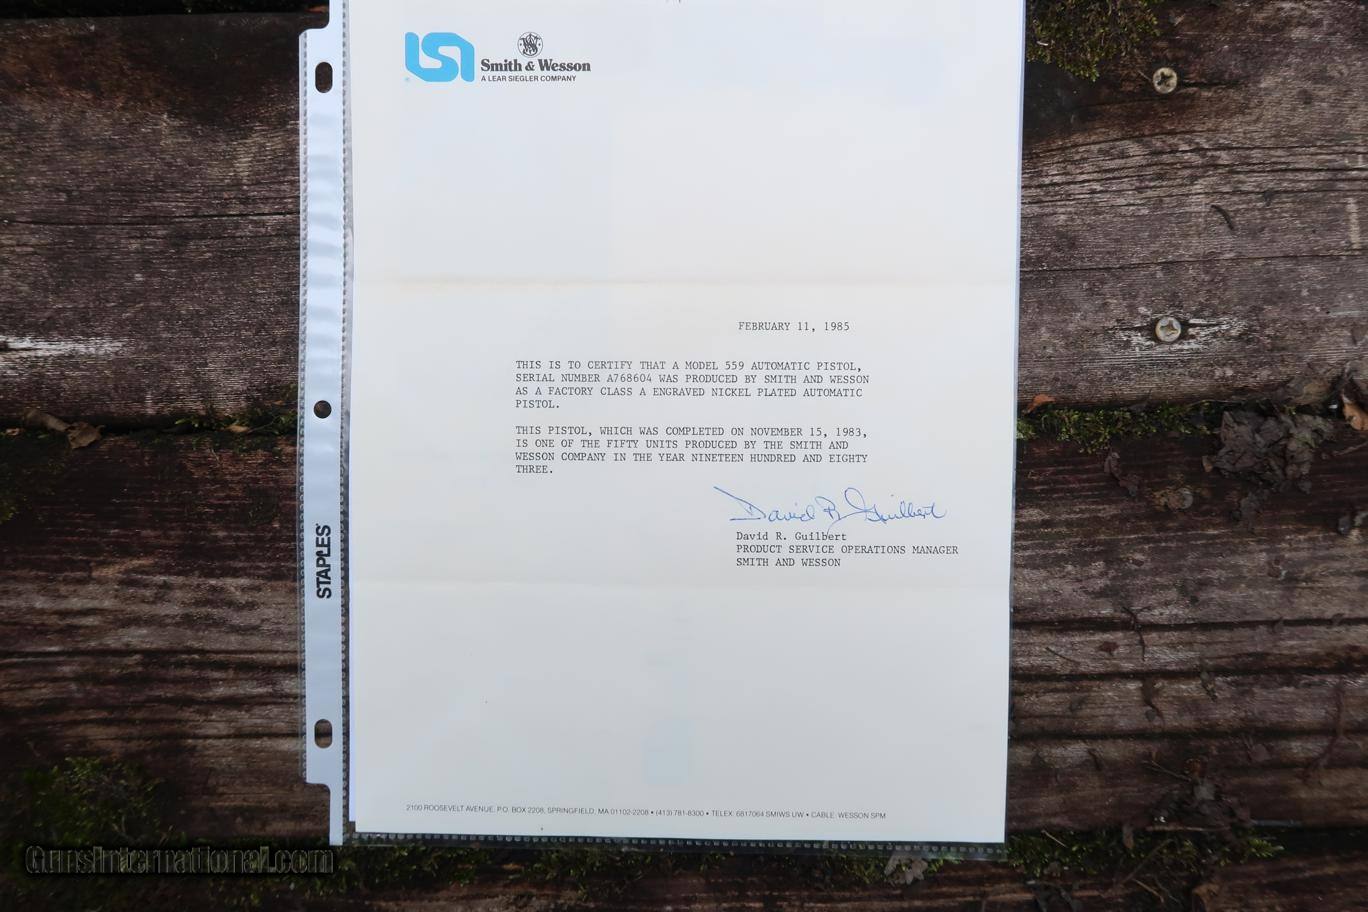 LSI
SW
Smith & Wesson
A LEAR SIEGLER COMPANY
FEBRUARY 11, 1985
THIS IS TO CERTIFY THAT A MODEL 559 AUTOMATIC PISTOL,
SERIAL NUMBER A768604 WAS PRODUCED BY SMITH AND WESSON
AS A FACTORY CLASS A ENGRAVED NICKEL PLATED AUTOMATIC
PISTOL.
THIS PISTOL, WHICH WAS COMPLETED ON NOVEMBER 15, 1983,
IS ONE OF THE FIFTY UNITS PRODUCED BY THE SMITH AND
WESSON COMPANY IN THE YEAR NINETEEN HUNDRED AND EIGHTY
THREE.
David R. Guilbert
David R. Guilbert
PRODUCT SERVICE OPERATIONS MANAGER
SMITH AND WESSON
STAPLES
2100 ROOSEVELT AVENUE, P.O. BOX 2208, SPRINGFIELD, MA 01102-2208 • (413) 781-8300 • TELEX: 6817064 SMIWS UW • CABLE: WESSON SPM
GunsInternational.com